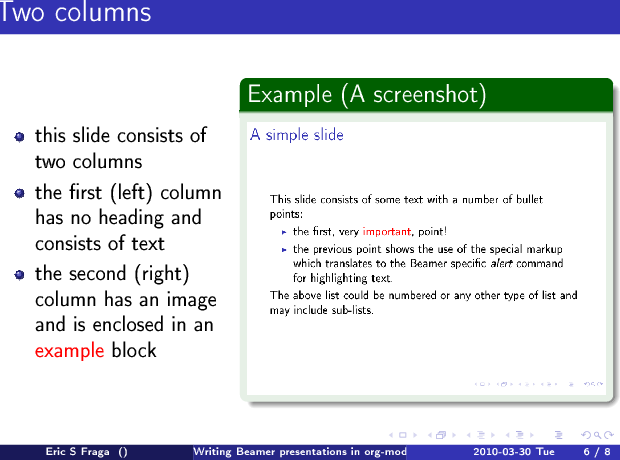 Two columns
this slide consists of
two columns
the first (left) column
has no heading and
consists of text
the second (right)
column has an image
and is enclosed in an
example block
Example (A screenshot)
A simple slide
This slide consists of some text with a number of bullet
points:
the first, very important, point!
the previous point shows the use of the special markup
which translates to the Beamer specific alert command
for highlighting text.
The above list could be numbered or any other type of list and
may include sub-lists.
Eric S Fraga () Writing Beamer presentations in org-mod 2010-03-30 Tue 6 / 8